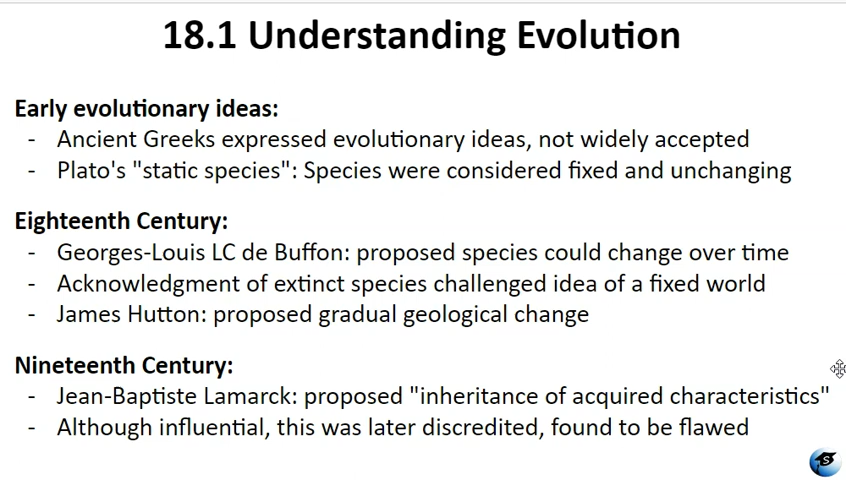 18.1 Understanding Evolution
Early evolutionary ideas:
- Ancient Greeks expressed evolutionary ideas, not widely accepted
- Plato's "static species": Species were considered fixed and unchanging
Eighteenth Century:
- Georges-Louis LC de Buffon: proposed species could change over time
- Acknowledgment of extinct species challenged idea of a fixed world
- James Hutton: proposed gradual geological change
Nineteenth Century:
- Jean-Baptiste Lamarck: proposed "inheritance of acquired characteristics"
- Although influential, this was later discredited, found to be flawed
S